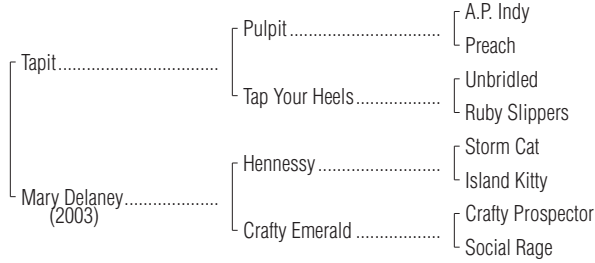 A.P. Indy
Pulpit..............................
Preach
Tapit.................................
Unbridled
Tap Your Heels.................
Ruby Slippers
Storm Cat
Hennessy........................
Island Kitty
Mary Delaney...................
(2003)
Crafty Prospector
Crafty Emerald.................
Social Rage